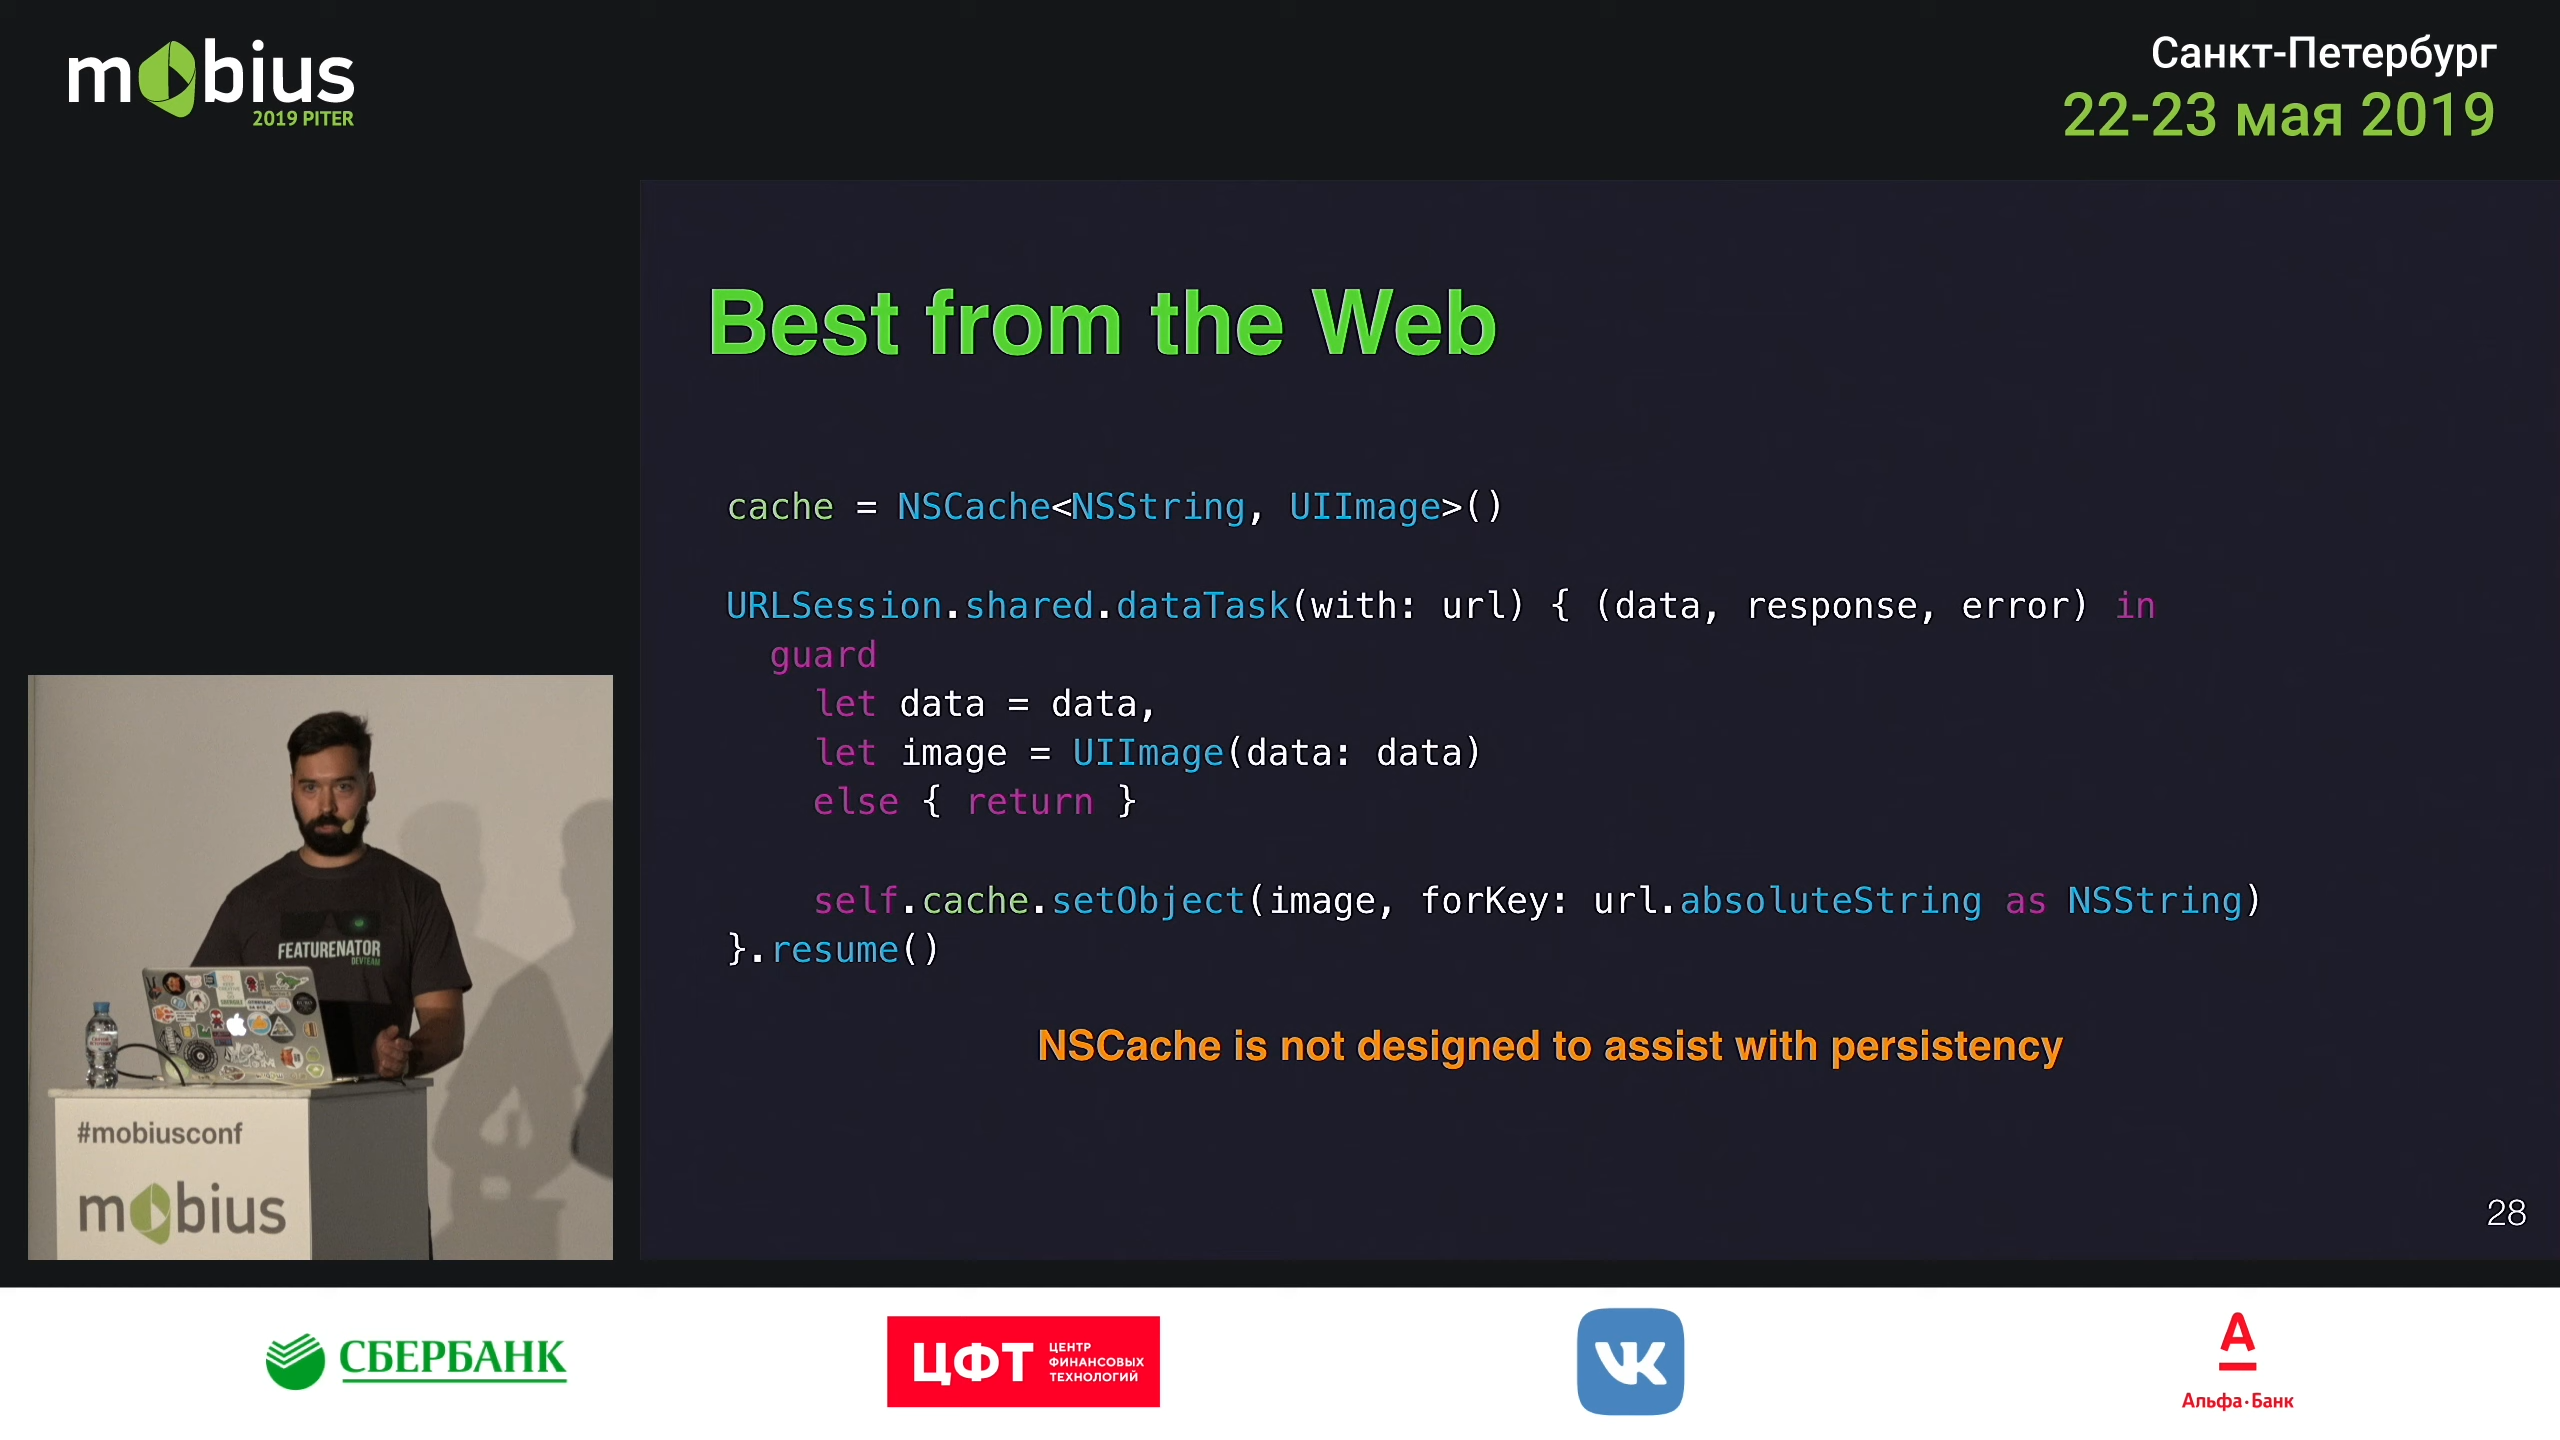 mobius
2019 PITER
Санкт-Петербург
22-23 мая 2019
Best from the Web
cache = NSCache<NSString, UIImage>()
URLSession.shared.dataTask(with: url) { (data, response, error) in
guard
let data = data,
let image = UIImage(data: data)
else { return }
self.cache.setObject(image, forKey: url.absoluteString as NSString)
}.resume()
NSCache is not designed to assist with persistency
28
FEATURENATOR
DEVTEAM
#mobiusconf
mobius
СБЕРБАНК
ЦФТ
ЦЕНТР
ФИНАНСОВЫХ
ТЕХНОЛОГИЙ
VK
А
Альфа·Банк